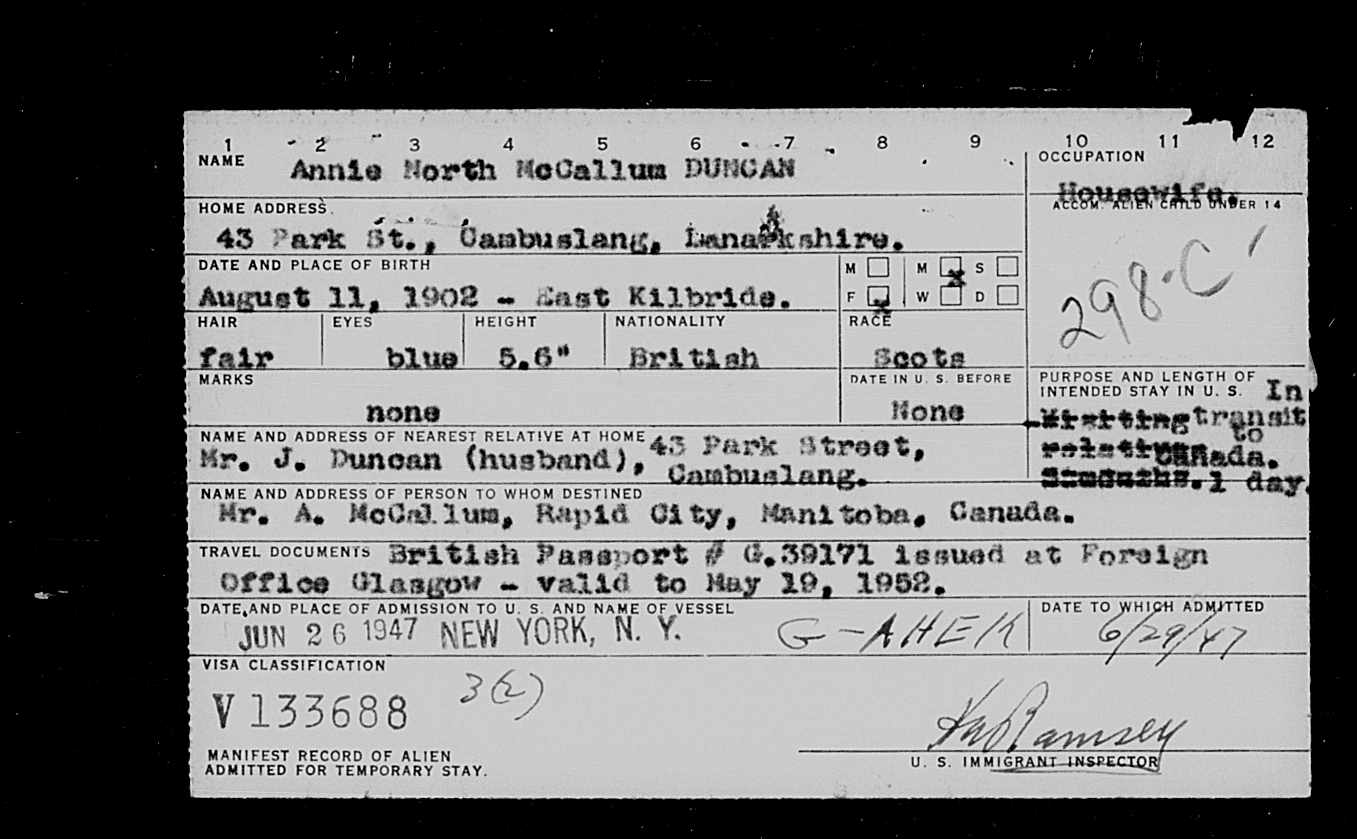 1 2 3 4 5 6 7 8 9 10 11 12
NAME Annie North McCallum DUNCAN
OCCUPATION
Housewife.
HOME ADDRESS.
43 Park St., Cambuslang, Lanarkshire.
ACCOM. ALIEN CHILD UNDER 14
298-C
DATE AND PLACE OF BIRTH
August 11, 1902 - East Kilbride.
M M X S
F X W D
HAIR EYES HEIGHT NATIONALITY RACE
fair blue 5.6" British Scots
MARKS
none
DATE IN U. S. BEFORE
None
PURPOSE AND LENGTH OF
INTENDED STAY IN U. S. In
Visiting transit
to
relatives Canada.
1 day.
NAME AND ADDRESS OF NEAREST RELATIVE AT HOME 43 Park Street,
Mr. J. Duncan (husband), Cambuslang.
NAME AND ADDRESS OF PERSON TO WHOM DESTINED
Mr. A. McCallum, Rapid City, Manitoba, Canada.
TRAVEL DOCUMENTS British Passport # G.39171 issued at Foreign
Office Glasgow - valid to May 19, 1952.
DATE AND PLACE OF ADMISSION TO U. S. AND NAME OF VESSEL
JUN 26 1947 NEW YORK, N. Y. G-AHEK
DATE TO WHICH ADMITTED
6/29/47
VISA CLASSIFICATION
V 133688 3(2)
Ramsey
MANIFEST RECORD OF ALIEN
ADMITTED FOR TEMPORARY STAY.
U. S. IMMIGRANT INSPECTOR